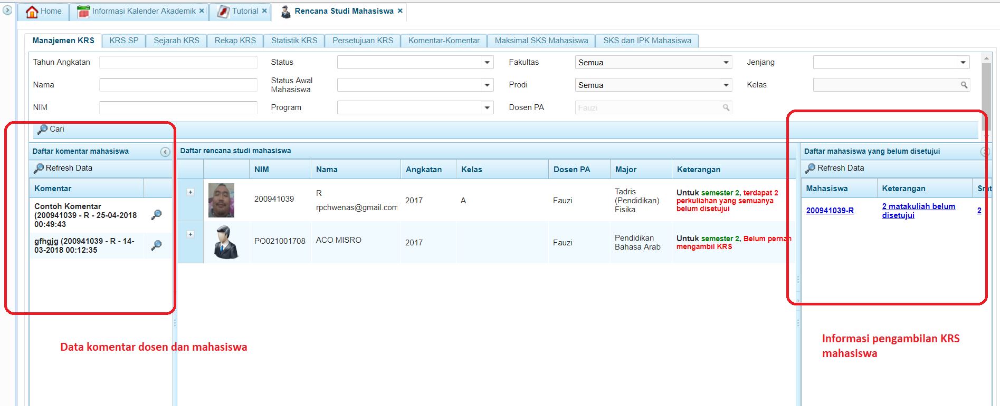 Home
Informasi Kalender Akademik
Tutorial
Rencana Studi Mahasiswa
Manajemen KRS
KRS SP
Sejarah KRS
Rekap KRS
Statistik KRS
Persetujuan KRS
Komentar-Komentar
Maksimal SKS Mahasiswa
SKS dan IPK Mahasiswa
Tahun Angkatan
Status
Fakultas
Semua
Jenjang
Nama
Status Awal
Mahasiswa
Prodi
Semua
Kelas
NIM
Program
Dosen PA
Fauzi
Cari
Daftar komentar mahasiswa
Refresh Data
Komentar
Contoh Komentar
(200941039 - R - 25-04-2018
00:49:43
gfhgjg (200941039 - R - 14-
03-2018 00:12:35
Daftar rencana studi mahasiswa
NIM
Nama
Angkatan
Kelas
Dosen PA
Major
Keterangan
200941039
R
rpchwenas@gmail.com
2017
A
Fauzi
Tadris
(Pendidikan)
Fisika
Untuk semester 2, terdapat 2
perkuliahan yang semuanya
belum disetujui
PO021001708
ACO MISRO
2017
Fauzi
Pendidikan
Bahasa Arab
Untuk semester 2, Belum pernah
mengambil KRS
Daftar mahasiswa yang belum disetujui
Refresh Data
Mahasiswa
Keterangan
Smt
200941039-R
2 matakuliah belum
disetujui
2
Data komentar dosen dan mahasiswa
Informasi pengambilan KRS
mahasiswa